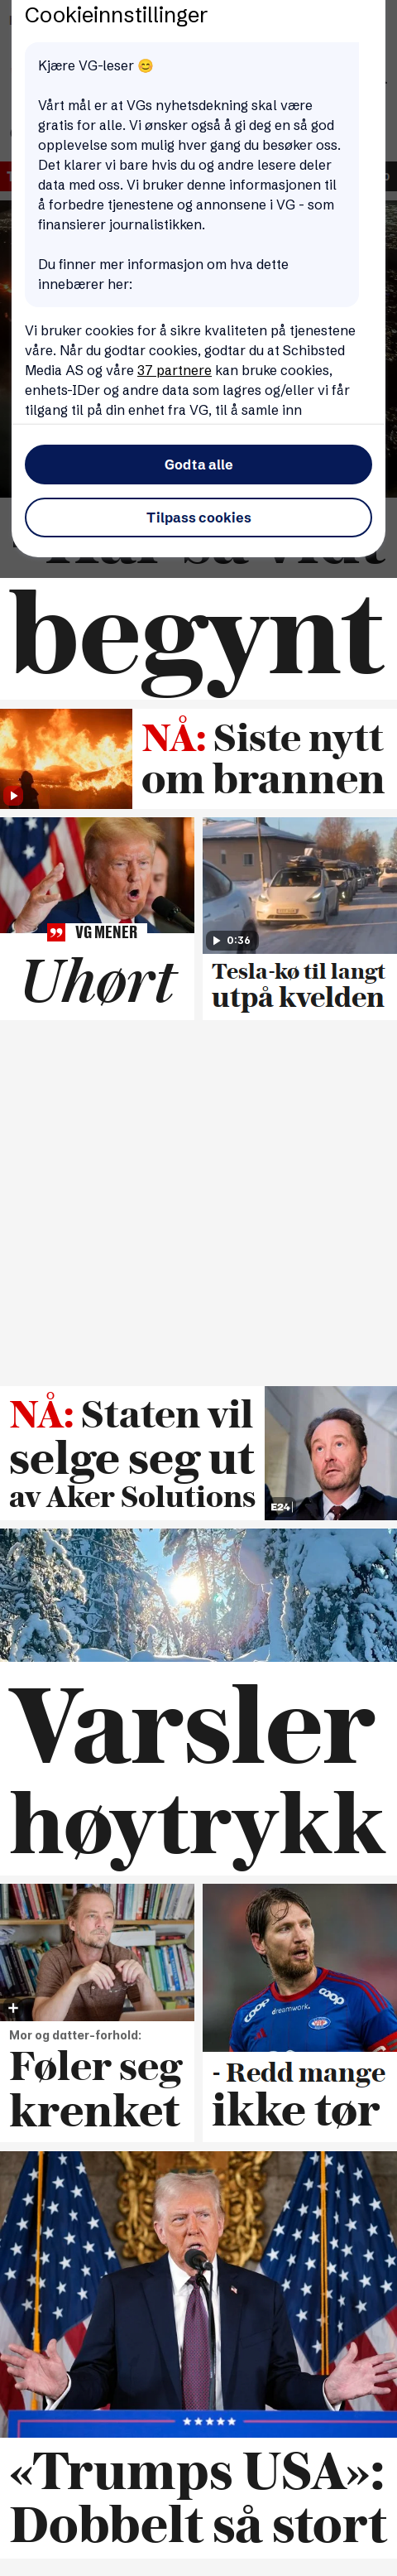 Cookieinnstillinger
Kjære VG-leser 😊
Vårt mål er at VGs nyhetsdekning skal være
gratis for alle. Vi ønsker også å gi deg en så god
opplevelse som mulig hver gang du besøker oss.
Det klarer vi bare hvis du og andre lesere deler
data med oss. Vi bruker denne informasjonen til
å forbedre tjenestene og annonsene i VG - som
finansierer journalistikken.
Du finner mer informasjon om hva dette
innebærer her:
Vi bruker cookies for å sikre kvaliteten på tjenestene
våre. Når du godtar cookies, godtar du at Schibsted
Media AS og våre 37 partnere kan bruke cookies,
enhets-IDer og andre data som lagres og/eller vi får
tilgang til på din enhet fra VG, til å samle inn
Godta alle
Tilpass cookies
begynt
NÅ: Siste nytt
om brannen
VG MENER
Uhørt
0:36
Tesla-kø til langt
utpå kvelden
NÅ: Staten vil
selge seg ut
av Aker Solutions
E24
Varsler
høytrykk
Mor og datter-forhold:
Føler seg
krenket
coop
dreamwork.
coop
- Redd mange
ikke tør
«Trumps USA»:
Dobbelt så stort